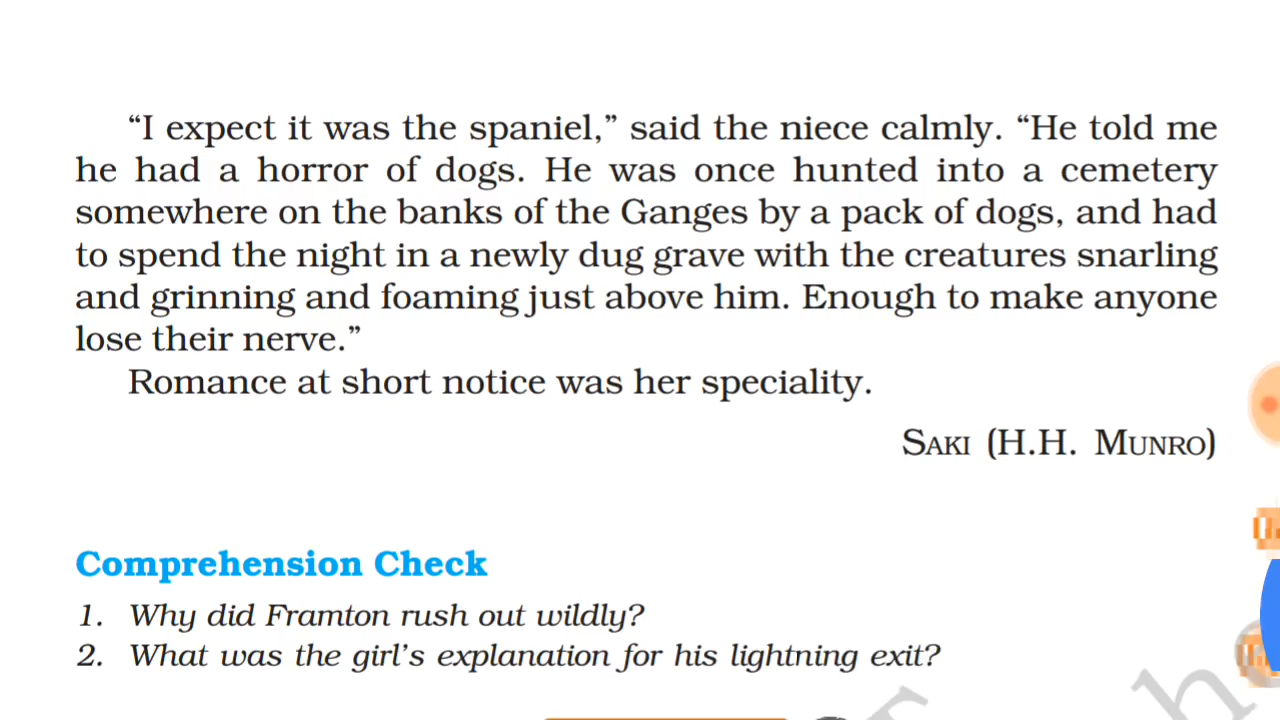 “I expect it was the spaniel,” said the niece calmly. “He told me
he had a horror of dogs. He was once hunted into a cemetery
somewhere on the banks of the Ganges by a pack of dogs, and had
to spend the night in a newly dug grave with the creatures snarling
and grinning and foaming just above him. Enough to make anyone
lose their nerve.”
Romance at short notice was her speciality.
SAKI (H.H. MUNRO)
Comprehension Check
1. Why did Framton rush out wildly?
2. What was the girl’s explanation for his lightning exit?